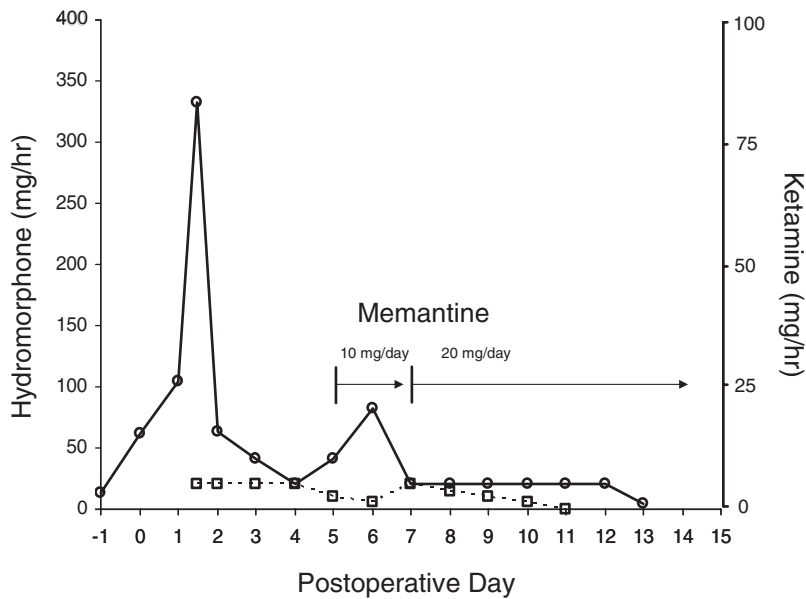 400
350
300
250
200
150
100
50
0
Hydromorphone (mg/hr)
100
75
50
25
0
Ketamine (mg/hr)
Memantine
10 mg/day 20 mg/day
-1 0 1 2 3 4 5 6 7 8 9 10 11 12 13 14 15
Postoperative Day